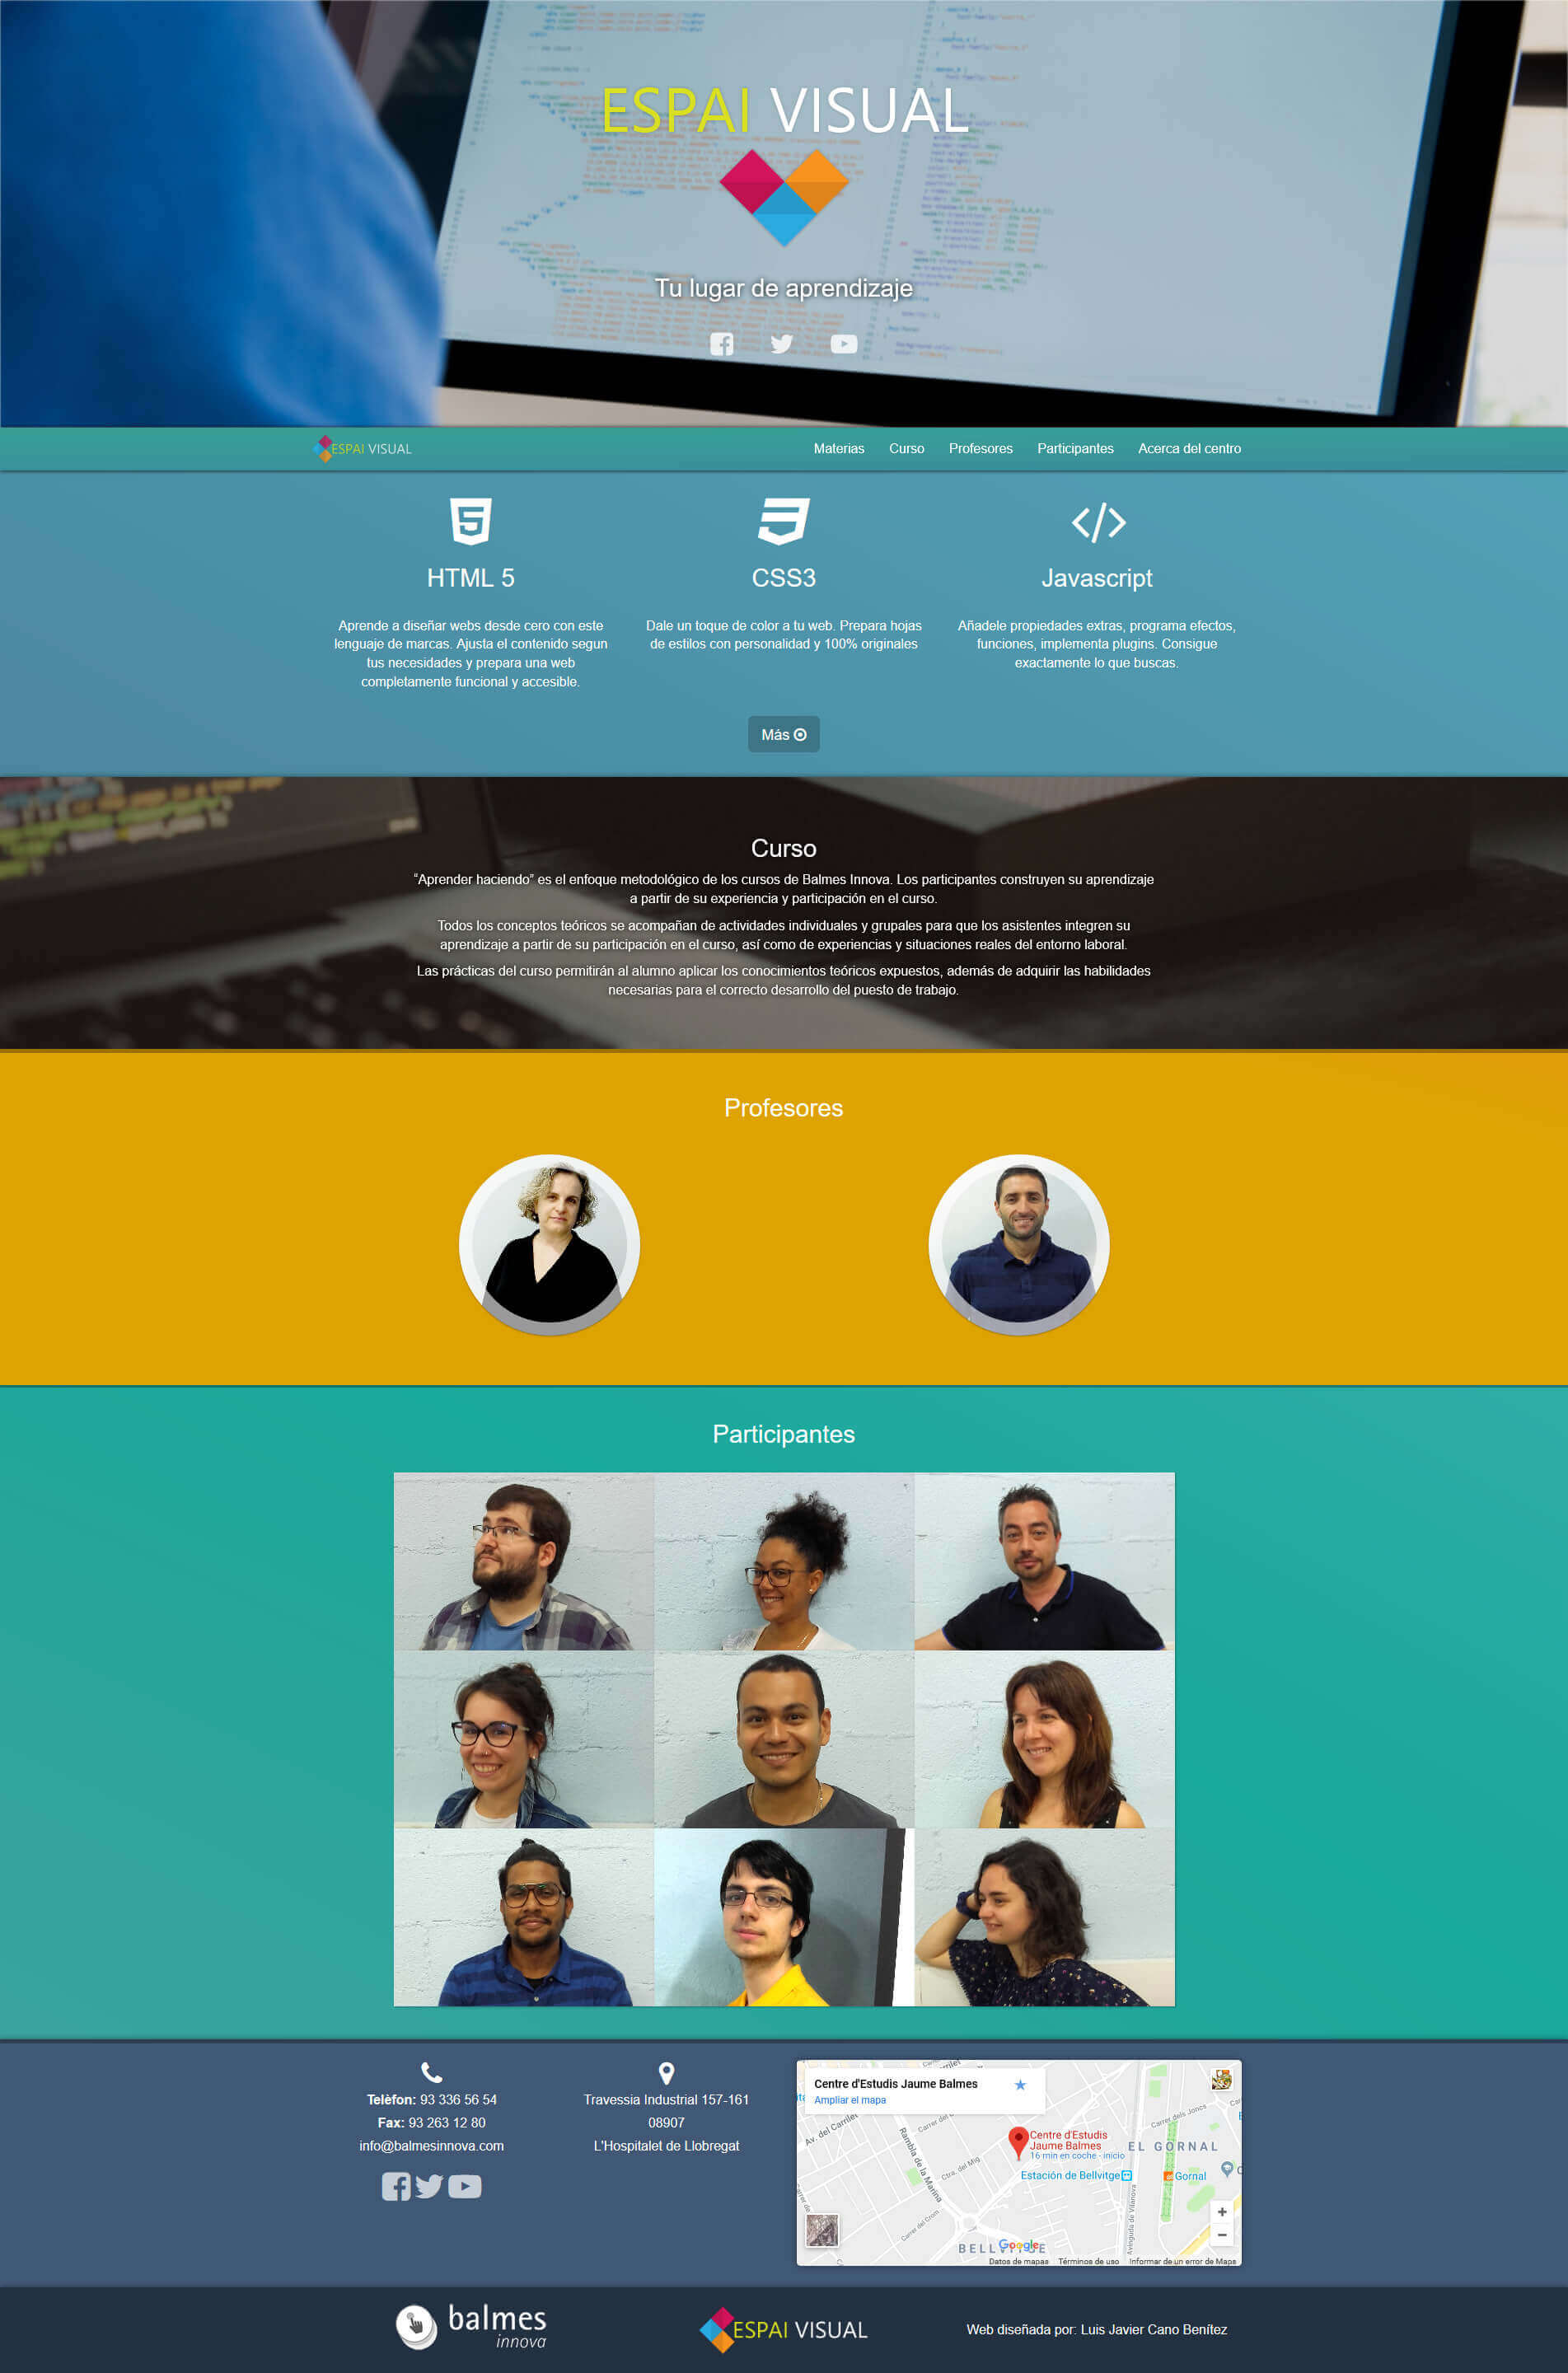 ESPAI VISUAL
Tu lugar de aprendizaje
ESPAI VISUAL
Materias
Curso
Profesores
Participantes
Acerca del centro
HTML 5
Aprende a diseñar webs desde cero con este
lenguaje de marcas. Ajusta el contenido segun
tus necesidades y prepara una web
completamente funcional y accesible.
CSS3
Dale un toque de color a tu web. Prepara hojas
de estilos con personalidad y 100% originales
Javascript
Añadele propiedades extras, programa efectos,
funciones, implementa plugins. Consigue
exactamente lo que buscas.
Más
Curso
“Aprender haciendo” es el enfoque metodológico de los cursos de Balmes Innova. Los participantes construyen su aprendizaje
a partir de su experiencia y participación en el curso.
Todos los conceptos teóricos se acompañan de actividades individuales y grupales para que los asistentes integren su
aprendizaje a partir de su participación en el curso, así como de experiencias y situaciones reales del entorno laboral.
Las prácticas del curso permitirán al alumno aplicar los conocimientos teóricos expuestos, además de adquirir las habilidades
necesarias para el correcto desarrollo del puesto de trabajo.
Profesores
Participantes
Telèfon: 93 336 56 54
Fax: 93 263 12 80
info@balmesinnova.com
Travessia Industrial 157-161
08907
L'Hospitalet de Llobregat
Centre d'Estudis Jaume Balmes
Ampliar el mapa
Av. del Carrilet
Rambla de la Marina
Ctra. del Mig
Carrer del Crom
Carrer dels Joncs
Centre d'Estudis
Jaume Balmes
16 min en coche - inicio
EL GORNAL
Estación de Bellvitge
Gornal
Avinguda de Vilanova
BELLVITGE
Google
Datos de mapas
Términos de uso
Informar de un error de Maps
balmes
innova
ESPAI VISUAL
Web diseñada por: Luis Javier Cano Benítez